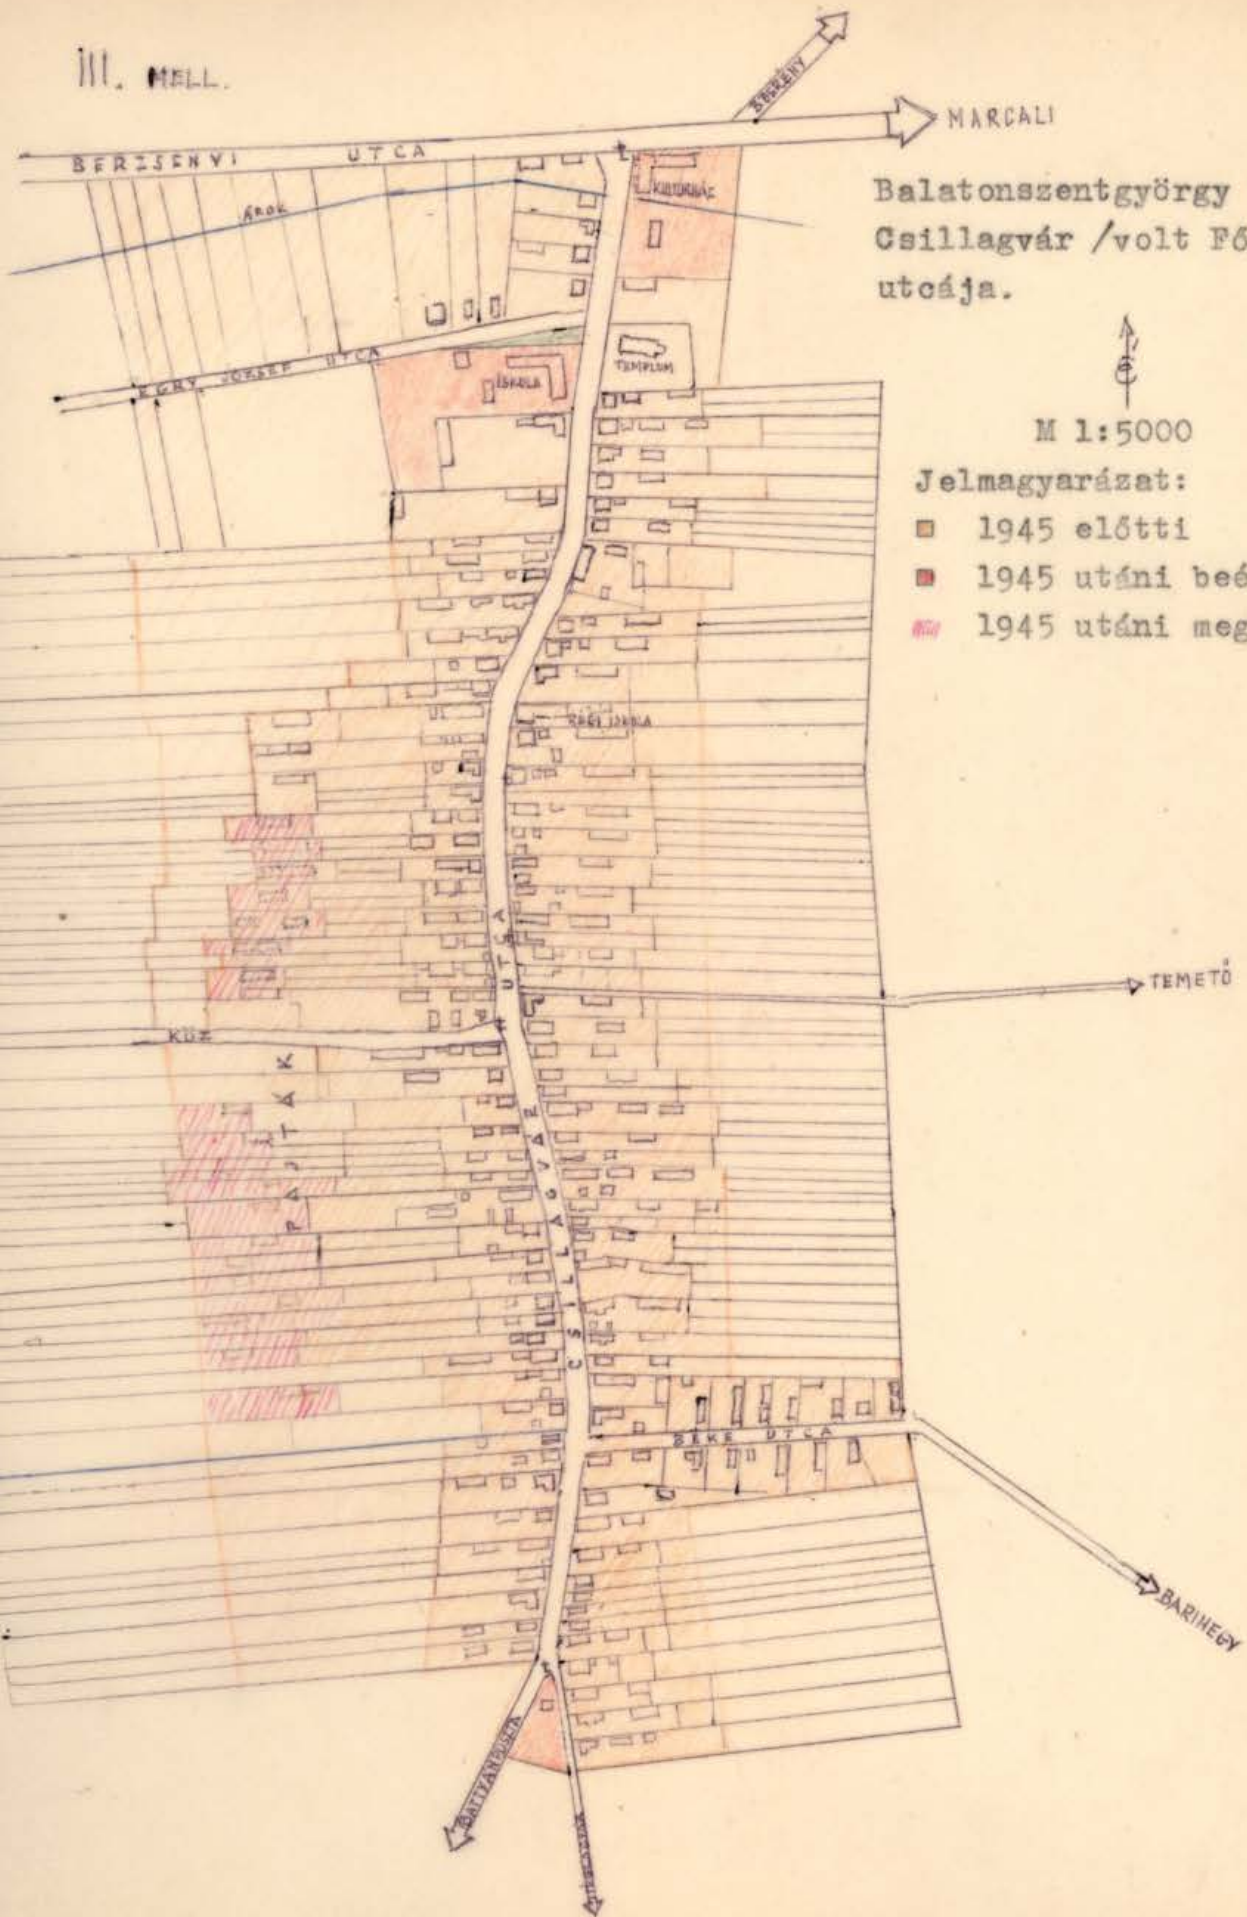 III. MELL.
BERÉNY
MARCALI
BERZSENYI UTCA
Balatonszentgyörgy
Csillagvár /volt Fő
utcája.
KULTÚRHÁZ
ÁROK
M 1:5000
Jelmagyarázat:
1945 előtti
1945 utáni beé
1945 utáni meg
EGRY JÓZSEF UTCA
TEMPLOM
ISKOLA
RÉGI ISKOLA
TEMETŐ
KÖZ
PAJTÁK
CSILLAGVÁR UTCA
BÉKE UTCA
BARIHEGY
BATTYÁNPUSZTA